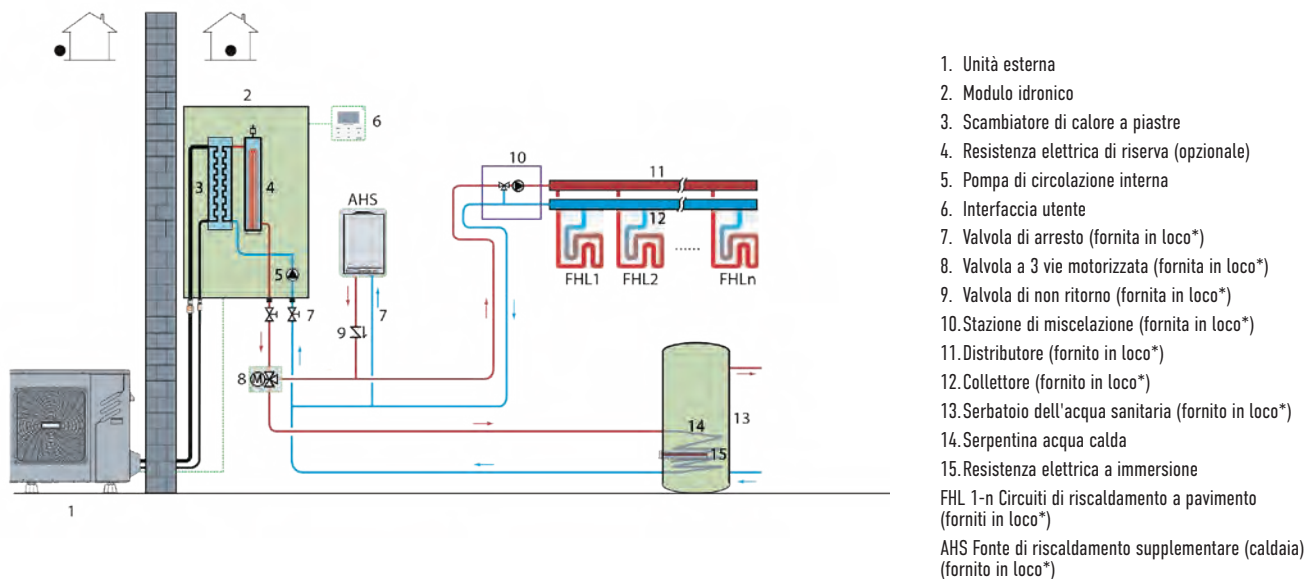 2
6
3
4
5
7
AHS
9
7
8
10
11
12
FHL1
FHL2
......
FHLn
M
13
14
15
1
1. Unità esterna
2. Modulo idronico
3. Scambiatore di calore a piastre
4. Resistenza elettrica di riserva (opzionale)
5. Pompa di circolazione interna
6. Interfaccia utente
7. Valvola di arresto (fornita in loco*)
8. Valvola a 3 vie motorizzata (fornita in loco*)
9. Valvola di non ritorno (fornita in loco*)
10.Stazione di miscelazione (fornita in loco*)
11.Distributore (fornito in loco*)
12.Collettore (fornito in loco*)
13.Serbatoio dell'acqua sanitaria (fornito in loco*)
14.Serpentina acqua calda
15.Resistenza elettrica a immersione
FHL 1-n Circuiti di riscaldamento a pavimento
(forniti in loco*)
AHS Fonte di riscaldamento supplementare (caldaia)
(fornito in loco*)